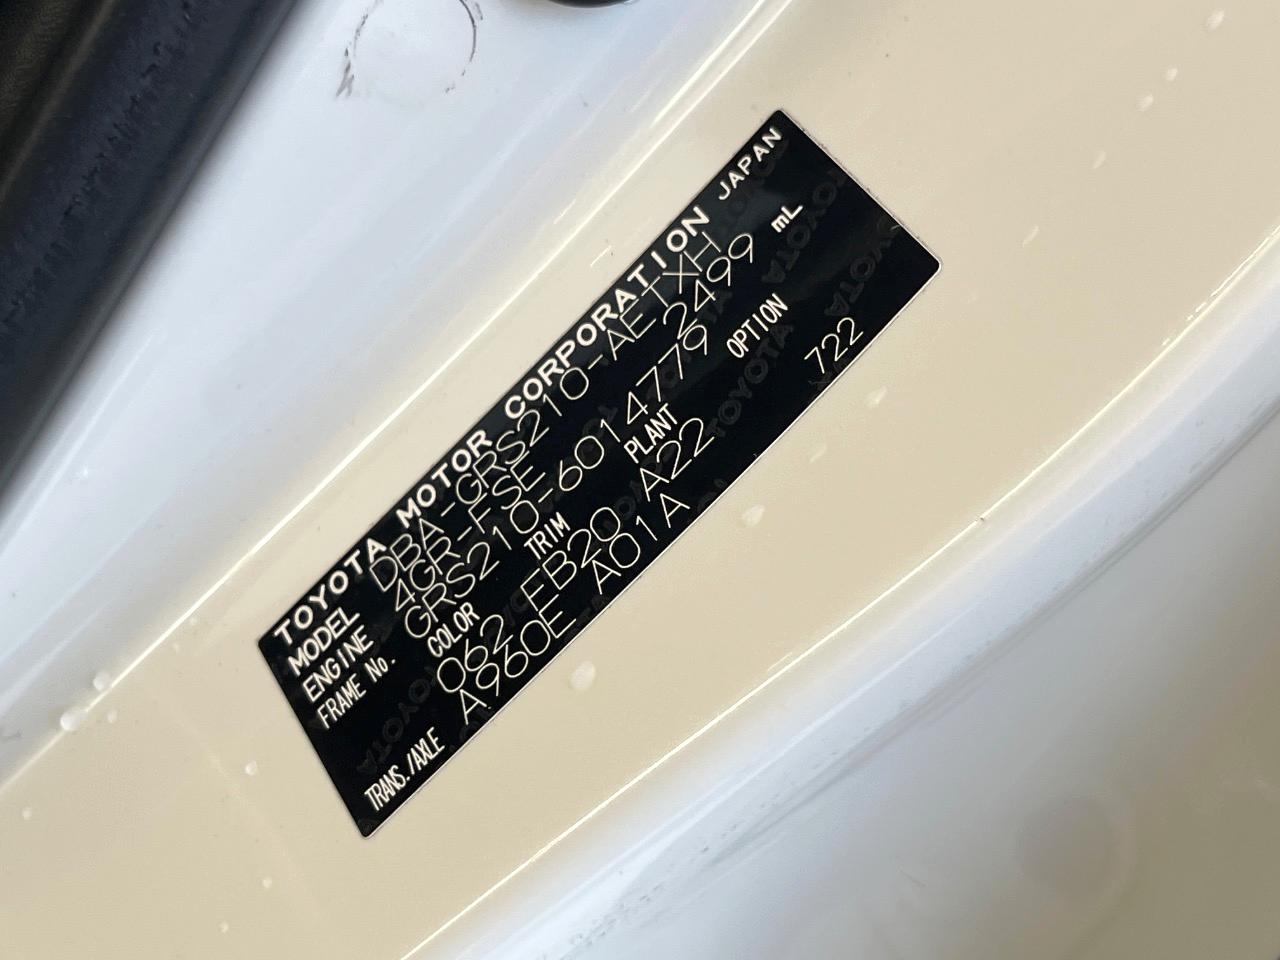 TOYOTA MOTOR CORPORATION JAPAN
MODEL DBA-GRS210-AETXH
ENGINE 4GR-FSE 2499 mL
FRAME No. GRS210-6014779
COLOR TRIM PLANT OPTION
062 FB20 A22 722
TRANS./AXLE A960E A01A